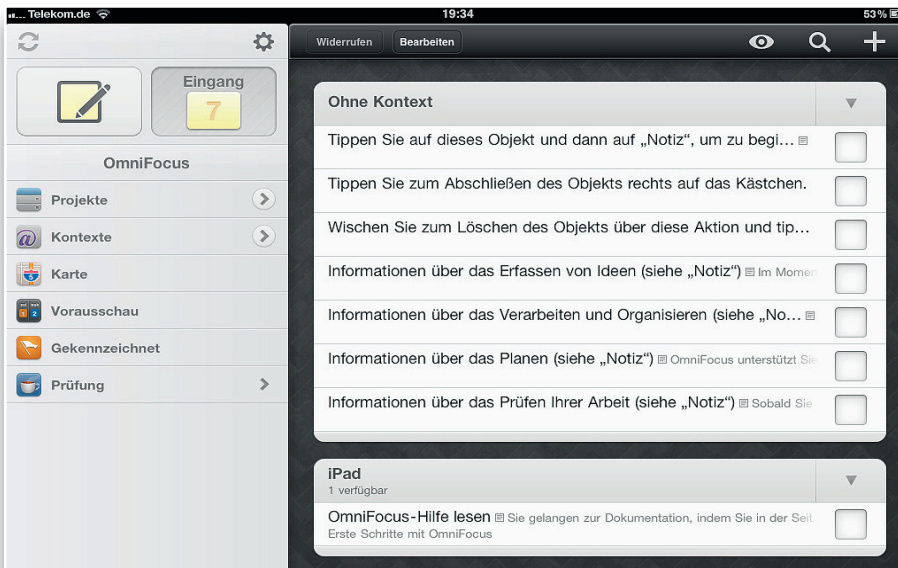 ... Telekom.de
19:34
53%
Widerrufen
Bearbeiten
Eingang
7
OmniFocus
Projekte
Kontexte
Karte
Vorausschau
Gekennzeichnet
Prüfung
Ohne Kontext
Tippen Sie auf dieses Objekt und dann auf „Notiz“, um zu begi...
Tippen Sie zum Abschließen des Objekts rechts auf das Kästchen.
Wischen Sie zum Löschen des Objekts über diese Aktion und tip...
Informationen über das Erfassen von Ideen (siehe „Notiz“) Im Momen
Informationen über das Verarbeiten und Organisieren (siehe „No...
Informationen über das Planen (siehe „Notiz“) OmniFocus unterstützt Sie
Informationen über das Prüfen Ihrer Arbeit (siehe „Notiz“) Sobald Sie
iPad
1 verfügbar
OmniFocus-Hilfe lesen Sie gelangen zur Dokumentation, indem Sie in der Seit
Erste Schritte mit OmniFocus